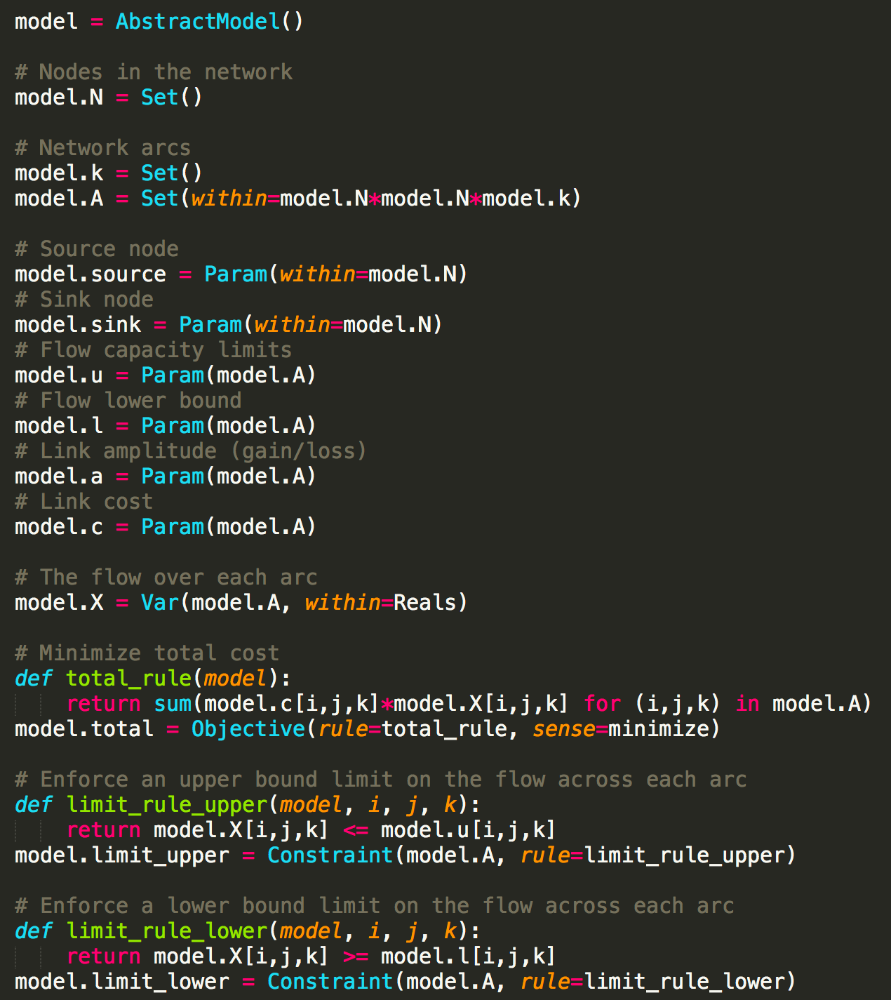 model = AbstractModel()
# Nodes in the network
model.N = Set()
# Network arcs
model.k = Set()
model.A = Set(within=model.N*model.N*model.k)
# Source node
model.source = Param(within=model.N)
# Sink node
model.sink = Param(within=model.N)
# Flow capacity limits
model.u = Param(model.A)
# Flow lower bound
model.l = Param(model.A)
# Link amplitude (gain/loss)
model.a = Param(model.A)
# Link cost
model.c = Param(model.A)
# The flow over each arc
model.X = Var(model.A, within=Reals)
# Minimize total cost
def total_rule(model):
    return sum(model.c[i,j,k]*model.X[i,j,k] for (i,j,k) in model.A)
model.total = Objective(rule=total_rule, sense=minimize)
# Enforce an upper bound limit on the flow across each arc
def limit_rule_upper(model, i, j, k):
    return model.X[i,j,k] <= model.u[i,j,k]
model.limit_upper = Constraint(model.A, rule=limit_rule_upper)
# Enforce a lower bound limit on the flow across each arc
def limit_rule_lower(model, i, j, k):
    return model.X[i,j,k] >= model.l[i,j,k]
model.limit_lower = Constraint(model.A, rule=limit_rule_lower)